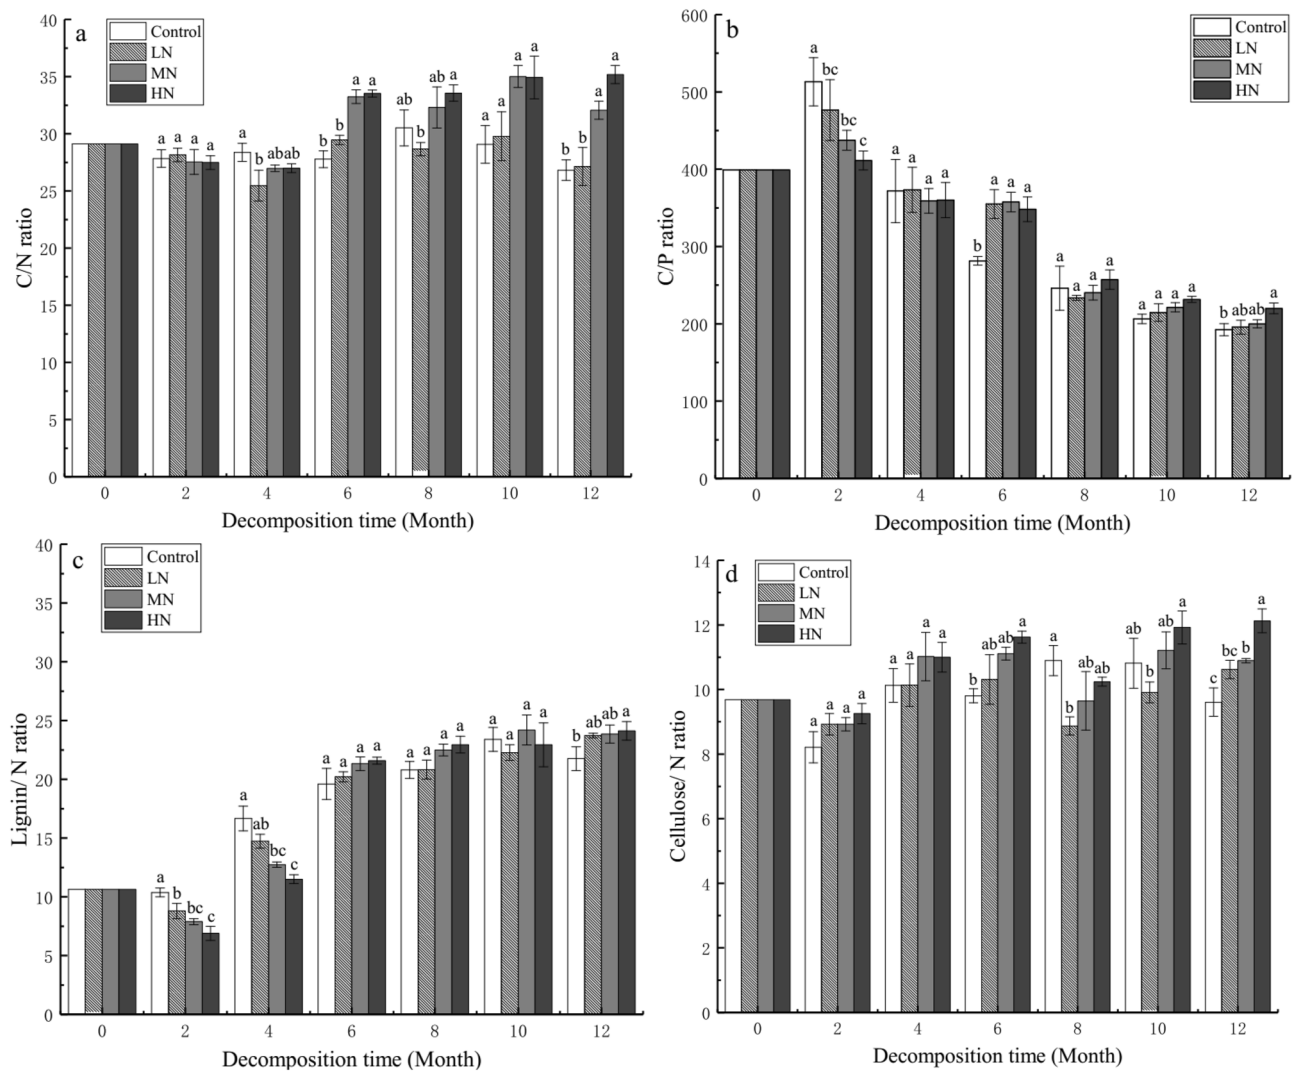 a
Control
LN
MN
HN
40
35
30
25
20
15
10
5
0
C/N ratio
a a a a
a b ab ab
b b a a
ab b ab a
a a a a
b b a a
0 2 4 6 8 10 12
Decomposition time (Month)
b
Control
LN
MN
HN
600
500
400
300
200
100
0
C/P ratio
a bc bc c
a a a a
b a a a
a a a a
a a a a
b ab ab a
0 2 4 6 8 10 12
Decomposition time (Month)
c
Control
LN
MN
HN
40
35
30
25
20
15
10
5
0
Lignin/ N ratio
a b bc c
a ab bc c
a a a a
a a a a
a a a a
b ab ab a
0 2 4 6 8 10 12
Decomposition time (Month)
d
Control
LN
MN
HN
14
12
10
8
6
4
2
0
Cellulose/ N ratio
a a a a
a a a a
b ab ab a
a b ab ab
ab b ab a
c bc b a
0 2 4 6 8 10 12
Decomposition time (Month)